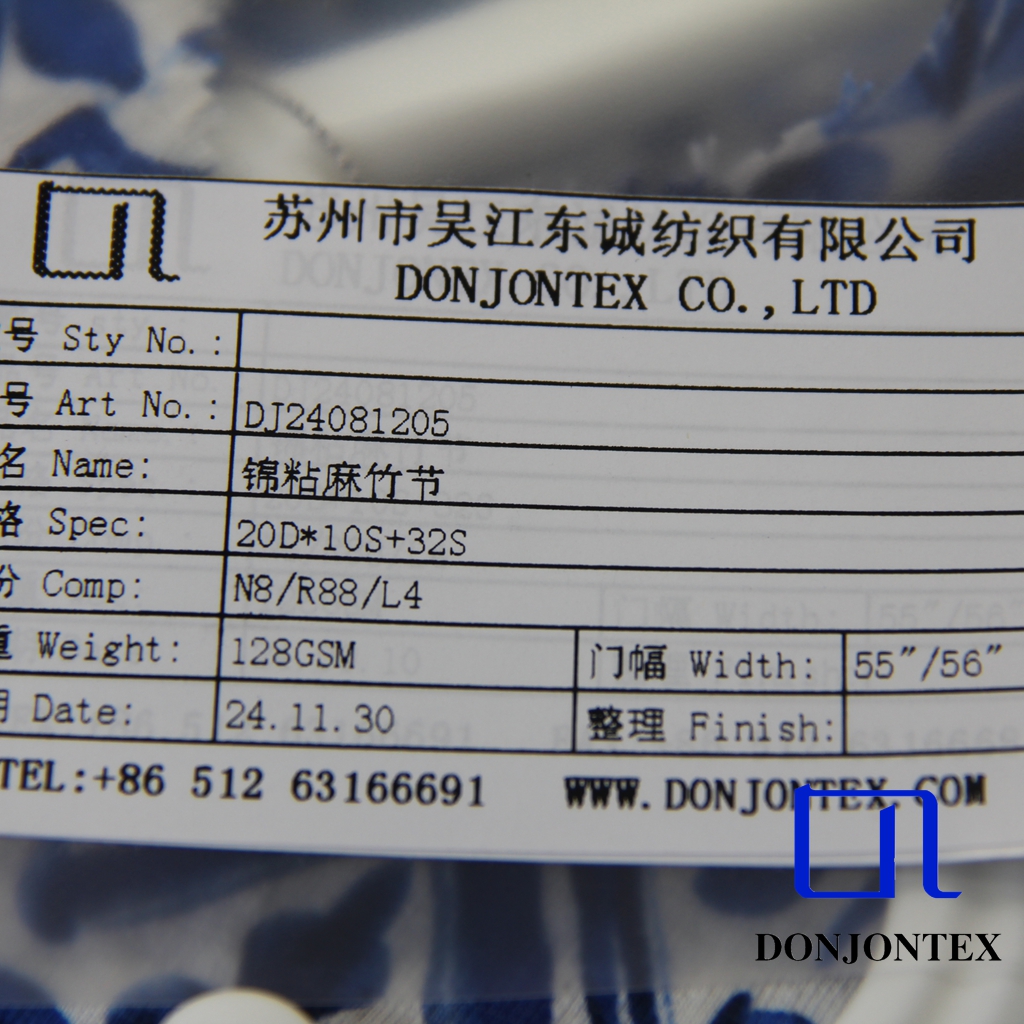 苏州市吴江东诚纺织有限公司
DONJONTEX CO.,LTD
号 Sty No.:
号 Art No.: DJ24081205
名 Name: 锦粘麻竹节
格 Spec: 20D*10S+32S
分 Comp: N8/R88/L4
重 Weight: 128GSM 门幅 Width: 55"/56"
期 Date: 24.11.30 整理 Finish:
TEL:+86 512 63166691 WWW.DONJONTEX.COM
DONJONTEX